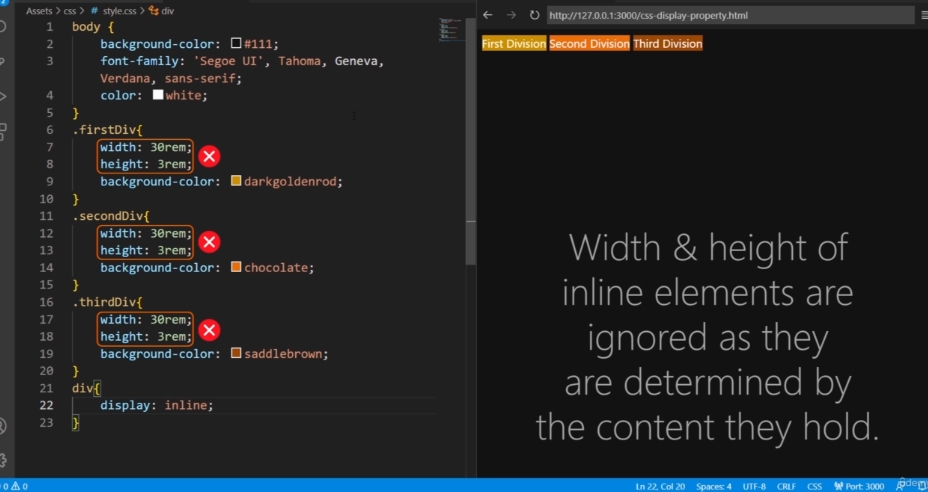 Assets > css > # style.css > div
1 body {
2 background-color: #111;
3 font-family: 'Segoe UI', Tahoma, Geneva,
Verdana, sans-serif;
4 color: white;
5 }
6 .firstDiv{
7 width: 30rem;
8 height: 3rem;
9 background-color: darkgoldenrod;
10 }
11 .secondDiv{
12 width: 30rem;
13 height: 3rem;
14 background-color: chocolate;
15 }
16 .thirdDiv{
17 width: 30rem;
18 height: 3rem;
19 background-color: saddlebrown;
20 }
21 div{
22 display: inline;
23 }
http://127.0.0.1:3000/css-display-property.html
First Division Second Division Third Division
Width & height of
inline elements are
ignored as they
are determined by
the content they hold.
0 0 Ln 22, Col 20 Spaces: 4 UTF-8 CRLF CSS Port: 3000